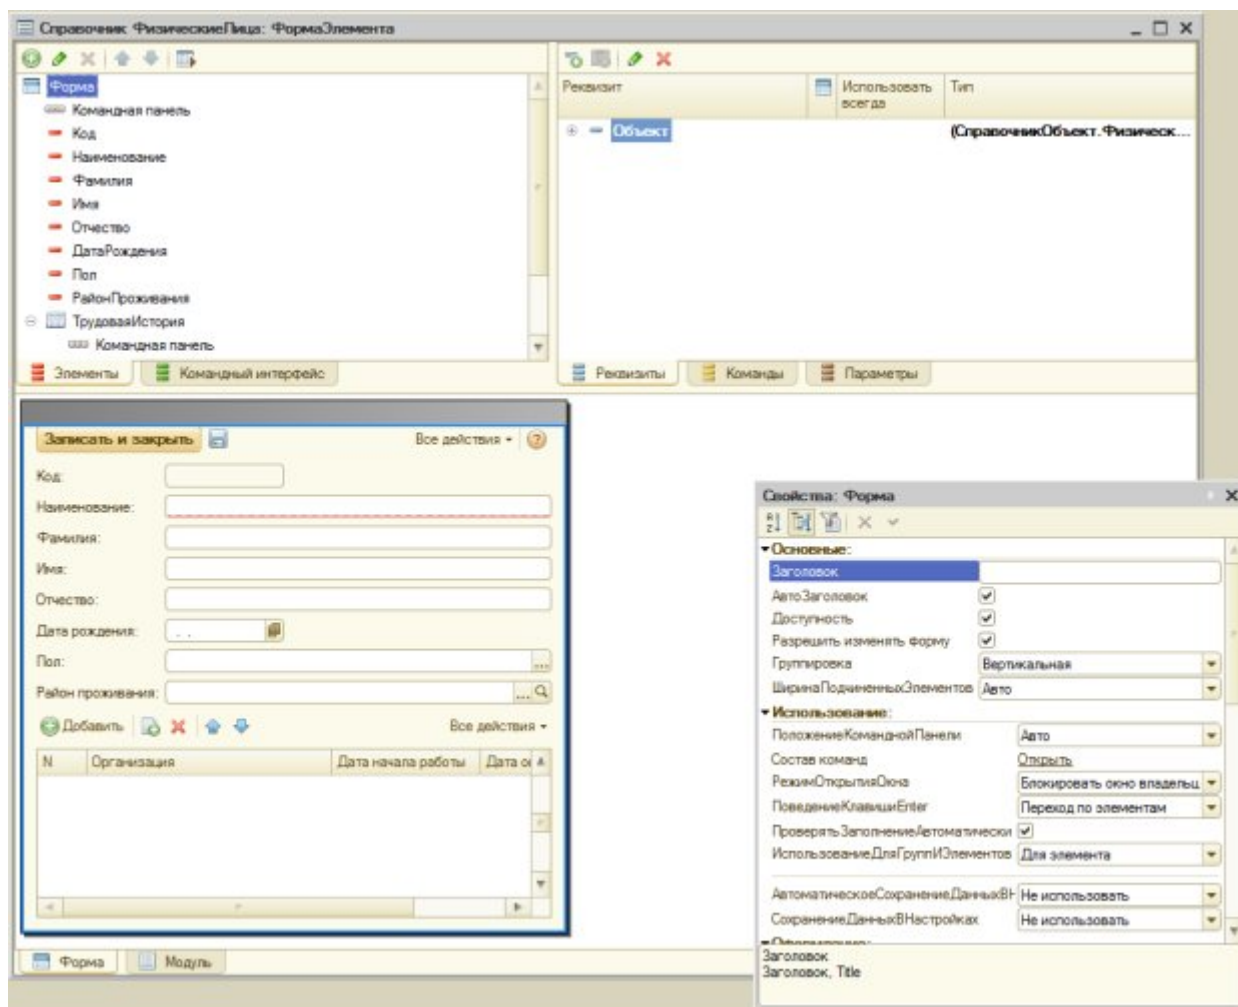 Справочник ФизическиеЛица: ФормаЭлемента
Форма
Командная панель
Код
Наименование
Фамилия
Имя
Отчество
ДатаРождения
Пол
РайонПроживания
ТрудоваяИстория
Командная панель
Элементы
Командный интерфейс
Реквизит
Использовать всегда
Тип
Объект
(СправочникОбъект.Физическ...
Реквизиты
Команды
Параметры
Записать и закрыть
Все действия
Код:
Наименование:
Фамилия:
Имя:
Отчество:
Дата рождения:
. .
Пол:
...
Район проживания:
...
Добавить
Все действия
N
Организация
Дата начала работы
Дата о
Форма
Модуль
Свойства: Форма
Основные:
Заголовок
АвтоЗаголовок
Доступность
Разрешить изменять форму
Группировка
Вертикальная
ШиринаПодчиненныхЭлементов
Авто
Использование:
ПоложениеКоманднойПанели
Авто
Состав команд
Открыть
РежимОткрытияОкна
Блокировать окно владельц
ПоведениеКлавишиEnter
Переход по элементам
ПроверятьЗаполнениеАвтоматически
ИспользованиеДляГруппИЭлементов
Для элемента
АвтоматическоеСохранениеДанныхВН
Не использовать
СохранениеДанныхВНастройках
Не использовать
Оформление:
Заголовок
Заголовок, Title